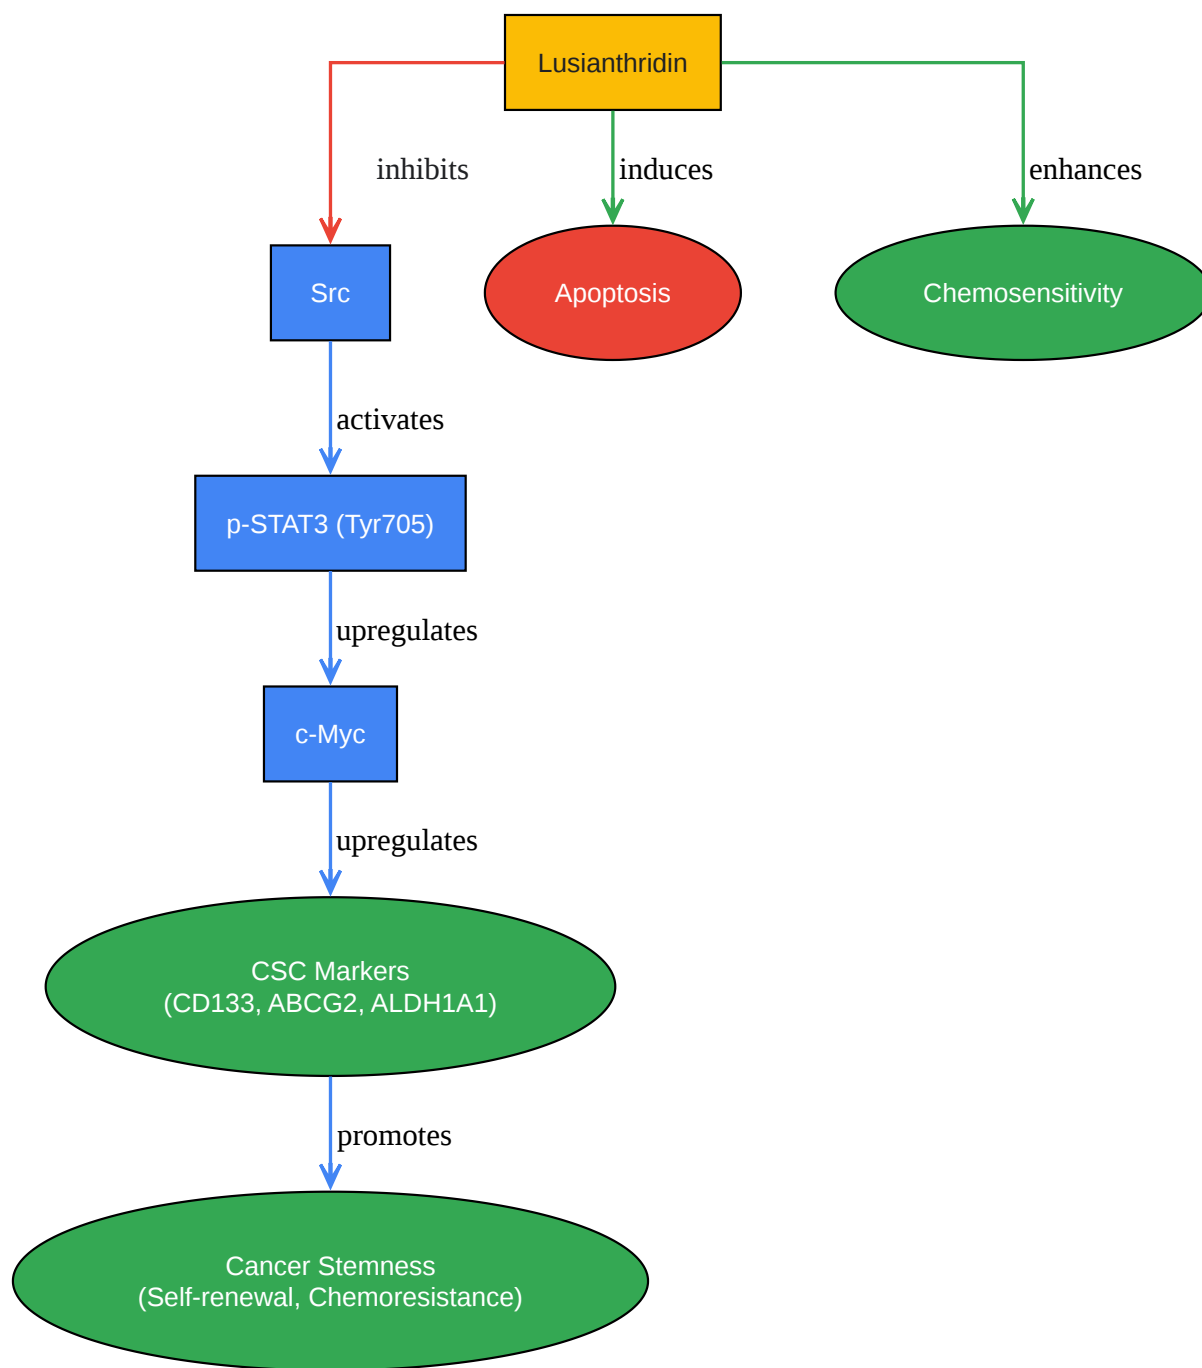 Lusianthridin
inhibits
induces
enhances
Src
Apoptosis
Chemosensitivity
activates
p-STAT3 (Tyr705)
upregulates
c-Myc
upregulates
CSC Markers
(CD133, ABCG2, ALDH1A1)
promotes
Cancer Stemness
(Self-renewal, Chemoresistance)